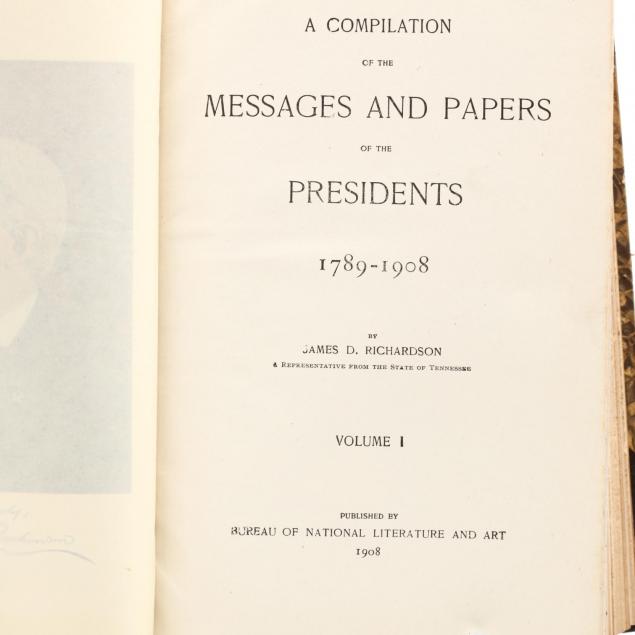 A COMPILATION
OF THE
MESSAGES AND PAPERS
OF THE
PRESIDENTS
1789-1908
BY
JAMES D. RICHARDSON
A REPRESENTATIVE FROM THE STATE OF TENNESSEE
VOLUME I
PUBLISHED BY
BUREAU OF NATIONAL LITERATURE AND ART
1908